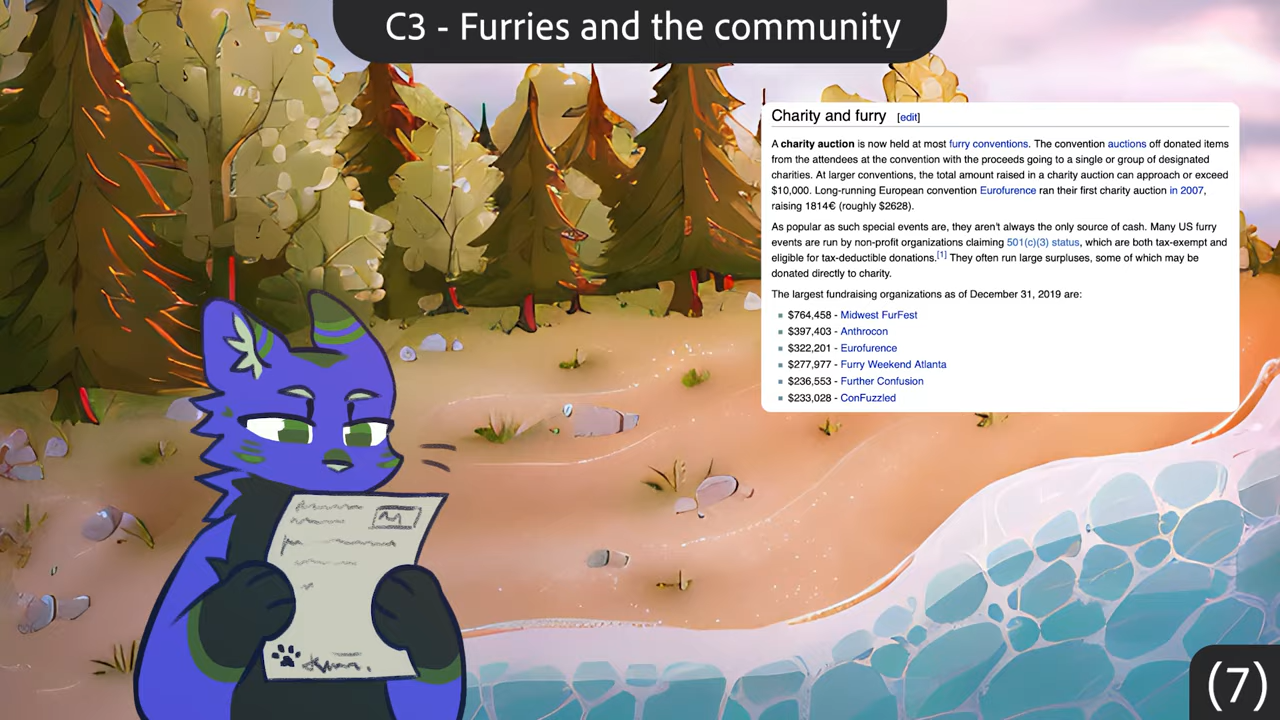 C3 - Furries and the community
Charity and furry [edit]
A charity auction is now held at most furry conventions. The convention auctions off donated items
from the attendees at the convention with the proceeds going to a single or group of designated
charities. At larger conventions, the total amount raised in a charity auction can approach or exceed
$10,000. Long-running European convention Eurofurence ran their first charity auction in 2007,
raising 1814€ (roughly $2628).
As popular as such special events are, they aren't always the only source of cash. Many US furry
events are run by non-profit organizations claiming 501(c)(3) status, which are both tax-exempt and
eligible for tax-deductible donations.[1] They often run large surpluses, some of which may be
donated directly to charity.
The largest fundraising organizations as of December 31, 2019 are:
$764,458 - Midwest FurFest
$397,403 - Anthrocon
$322,201 - Eurofurence
$277,977 - Furry Weekend Atlanta
$236,553 - Further Confusion
$233,028 - ConFuzzled
(7)